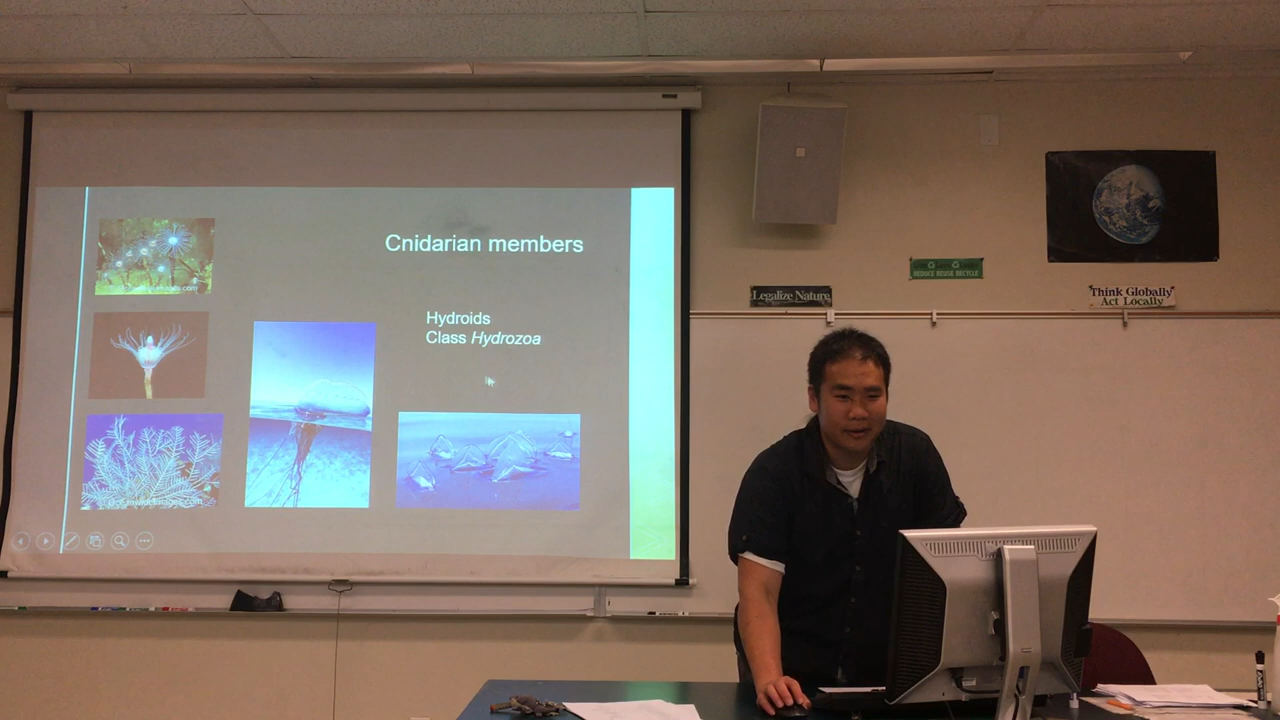 Cnidarian members
Hydroids
Class Hydrozoa
Legalize Nature
REDUCE REUSE RECYCLE
Think Globally
Act Locally